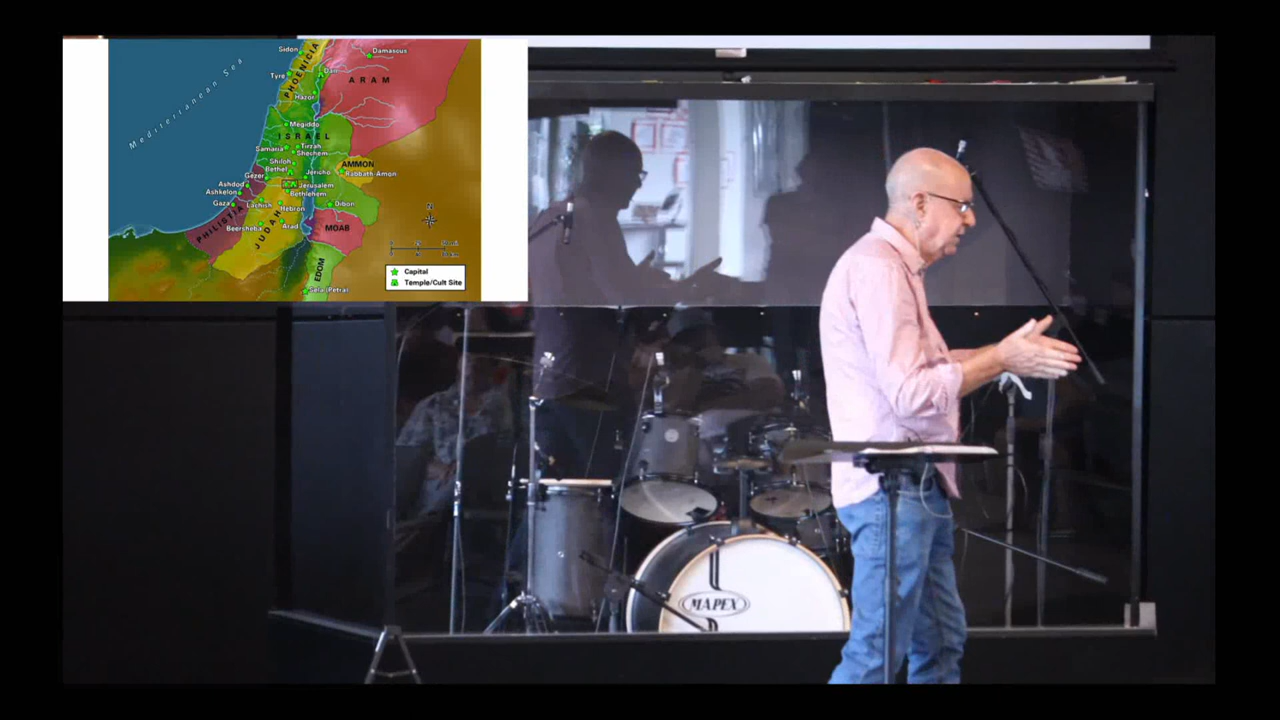 Mediterranean Sea
Sidon
Damascus
PHOENICIA
Tyre
Dan
ARAM
Hazor
Megiddo
ISRAEL
Samaria
Tirzah
Shechem
Shiloh
Bethel
AMMON
Gezer
Jericho
Rabbath-Amon
Ashdod
Jerusalem
Ashkelon
Bethlehem
Gaza
Lachish
Hebron
Dibon
PHILISTIA
JUDAH
Beersheba
Arad
MOAB
N
EDOM
Sela (Petra)
Capital
Temple/Cult Site
MAPEX